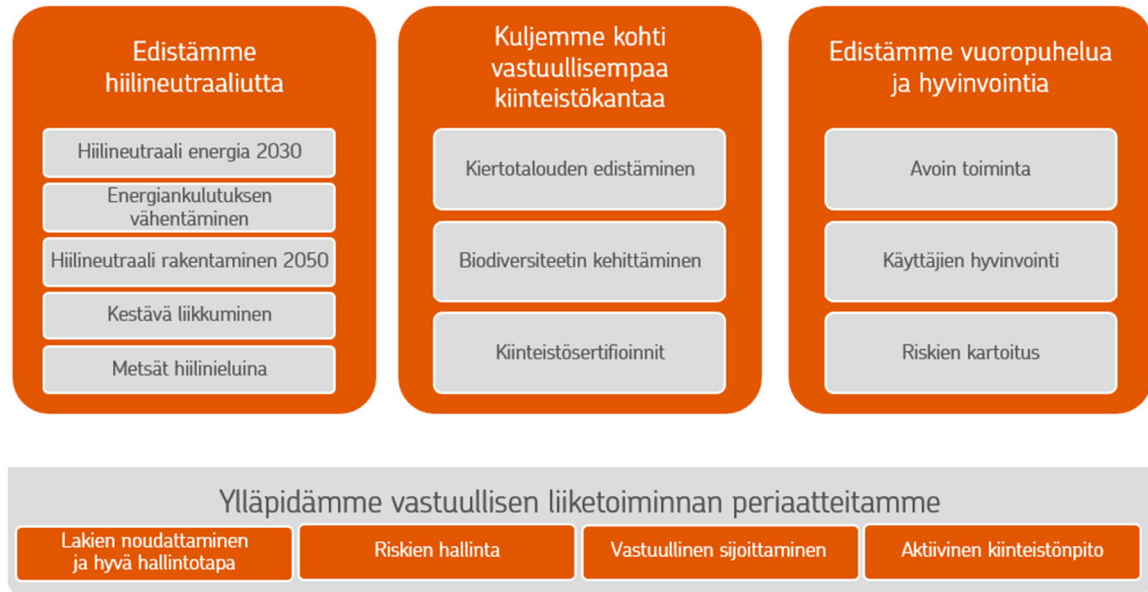 Edistämme
hiilineutraaliutta
Hiilineutraali energia 2030
Energiankulutuksen
vähentäminen
Hiilineutraali rakentaminen 2050
Kestävä liikkuminen
Metsät hiilinieluina
Kuljemme kohti
vastuullisempaa
kiinteistökantaa
Kiertotalouden edistäminen
Biodiversiteetin kehittäminen
Kiinteistösertifioinnit
Edistämme vuoropuhelua
ja hyvinvointia
Avoin toiminta
Käyttäjien hyvinvointi
Riskien kartoitus
Ylläpidämme vastuullisen liiketoiminnan periaatteitamme
Lakien noudattaminen
ja hyvä hallintotapa
Riskien hallinta
Vastuullinen sijoittaminen
Aktiivinen kiinteistönpito